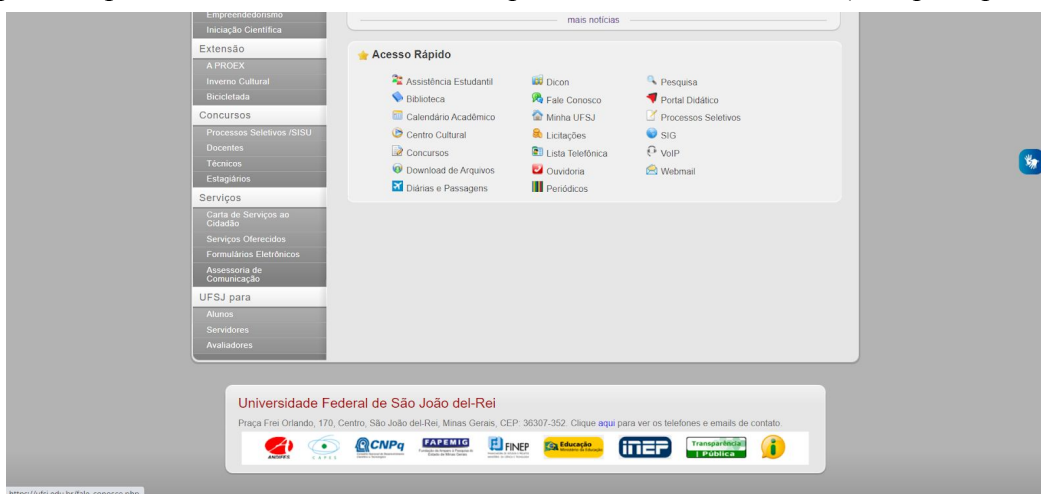 Empreendedorismo
Iniciação Científica
Extensão
A PROEX
Inverno Cultural
Bicicletada
Concursos
Processos Seletivos /SISU
Docentes
Técnicos
Estagiários
Serviços
Carta de Serviços ao
Cidadão
Serviços Oferecidos
Formulários Eletrônicos
Assessoria de
Comunicação
UFSJ para
Alunos
Servidores
Avaliadores
mais notícias
Acesso Rápido
Assistência Estudantil
Biblioteca
Calendário Acadêmico
Centro Cultural
Concursos
Download de Arquivos
Diárias e Passagens
Dicon
Fale Conosco
Minha UFSJ
Licitações
Lista Telefônica
Ouvidoria
Periódicos
Pesquisa
Portal Didático
Processos Seletivos
SIG
VoIP
Webmail
Universidade Federal de São João del-Rei
Praça Frei Orlando, 170, Centro, São João del-Rei, Minas Gerais, CEP: 36307-352. Clique aqui para ver os telefones e emails de contato.
ANDIFES
CAPES
CNPq
FAPEMIG
FINEP
Educação
Ministério da Educação
inep
Transparência
Pública